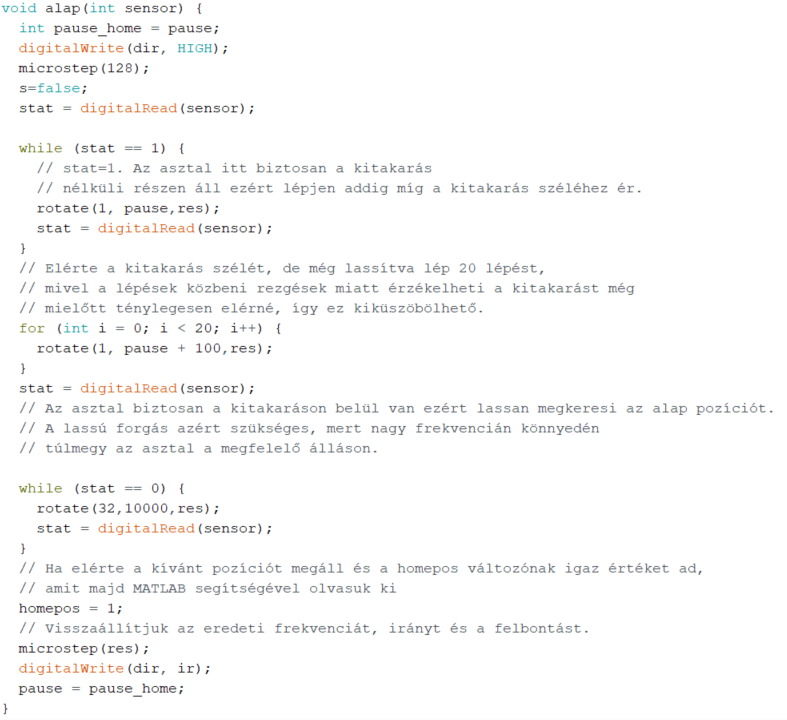 void alap(int sensor) {
  int pause_home = pause;
  digitalWrite(dir, HIGH);
  microstep(128);
  s=false;
  stat = digitalRead(sensor);

  while (stat == 1) {
    // stat=1. Az asztal itt biztosan a kitakarás
    // nélküli részen áll ezért lépjen addig míg a kitakarás széléhez ér.
    rotate(1, pause,res);
    stat = digitalRead(sensor);
  }
  // Elérte a kitakarás szélét, de még lassítva lép 20 lépést,
  // mivel a lépések közbeni rezgések miatt érzékelheti a kitakarást még
  // mielőtt ténylegesen elérné, így ez kiküszöbölhető.
  for (int i = 0; i < 20; i++) {
    rotate(1, pause + 100,res);
  }
  stat = digitalRead(sensor);
  // Az asztal biztosan a kitakaráson belül van ezért lassan megkeresi az alap pozíciót.
  // A lassú forgás azért szükséges, mert nagy frekvencián könnyedén
  // túlmegy az asztal a megfelelő álláson.

  while (stat == 0) {
    rotate(32,10000,res);
    stat = digitalRead(sensor);
  }
  // Ha elérte a kívánt pozíciót megáll és a homepos változónak igaz értéket ad,
  // amit majd MATLAB segítségével olvasuk ki
  homepos = 1;
  // Visszaállítjuk az eredeti frekvenciát, irányt és a felbontást.
  microstep(res);
  digitalWrite(dir, ir);
  pause = pause_home;
}